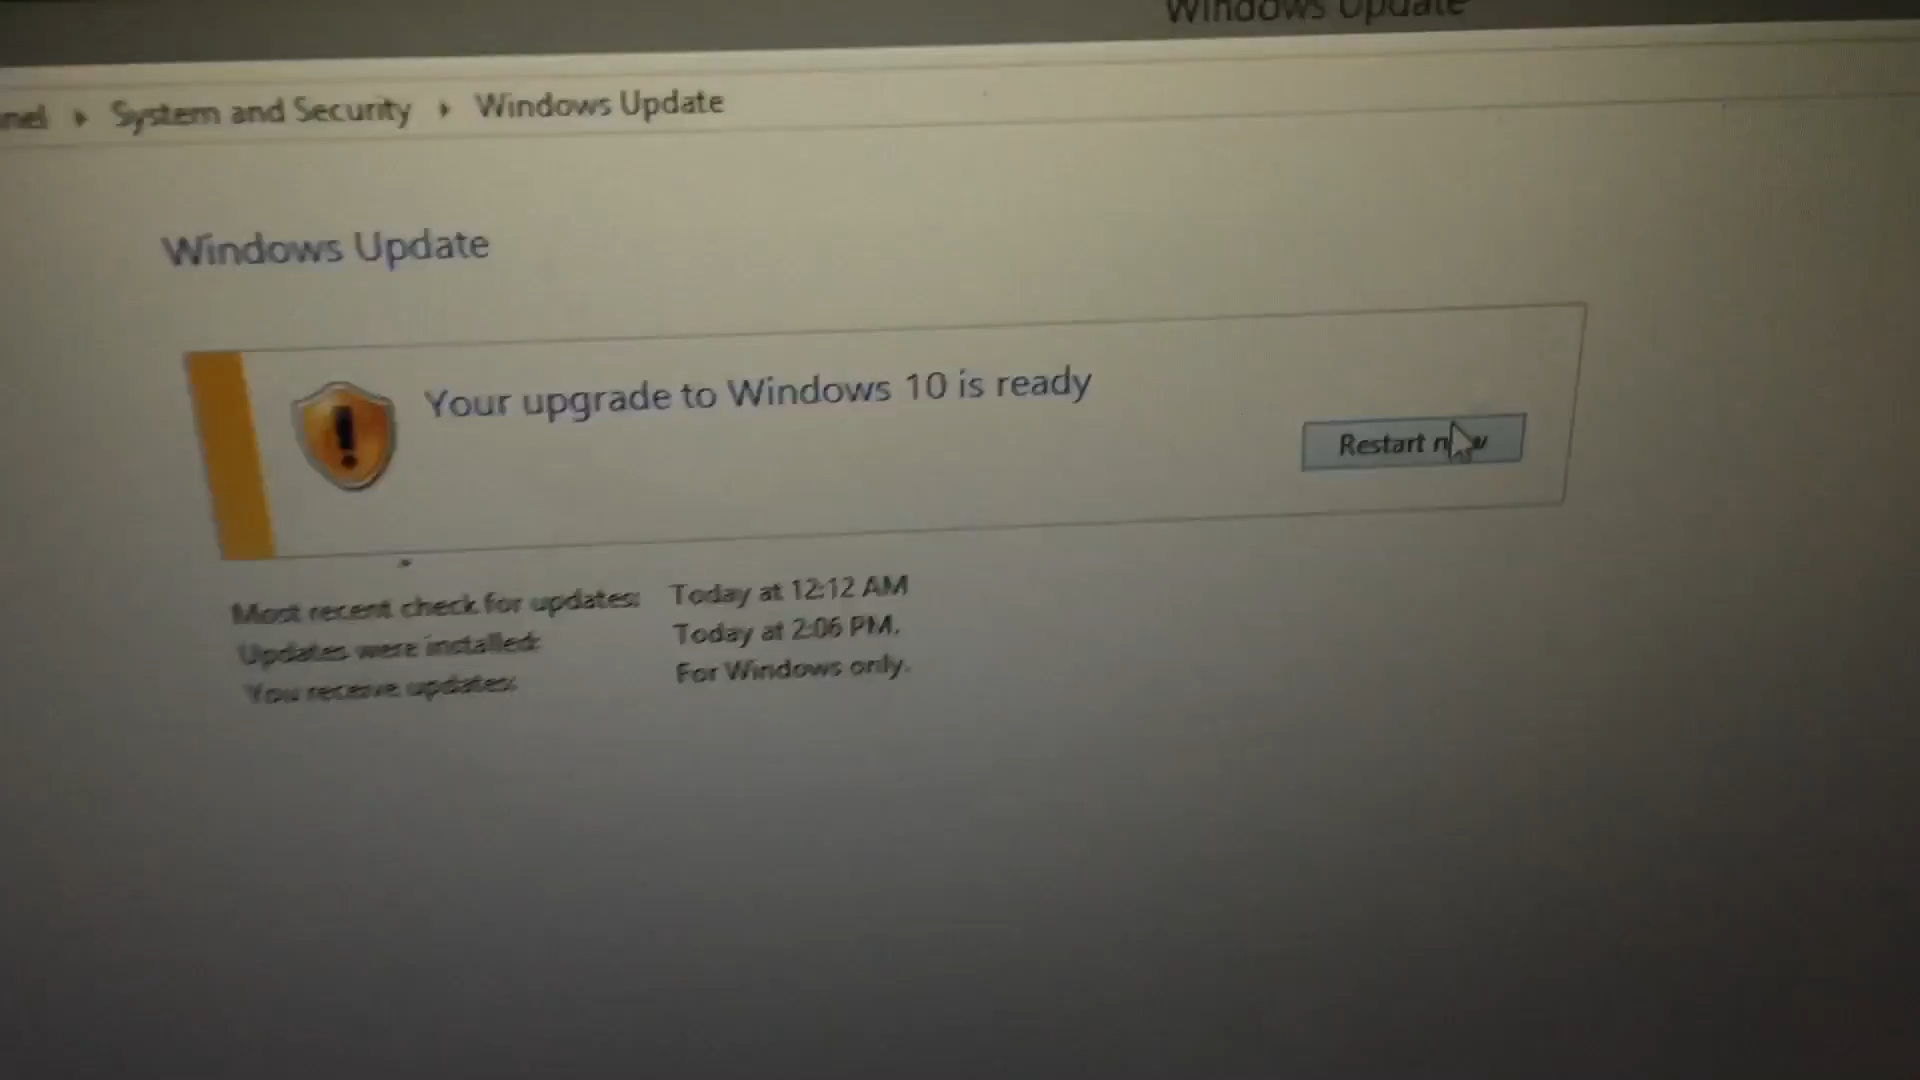 Windows Update
nel ▸ System and Security ▸ Windows Update
Windows Update
Your upgrade to Windows 10 is ready
Restart now
Most recent check for updates: Today at 12:12 AM
Updates were installed: Today at 2:06 PM.
You receive updates: For Windows only.